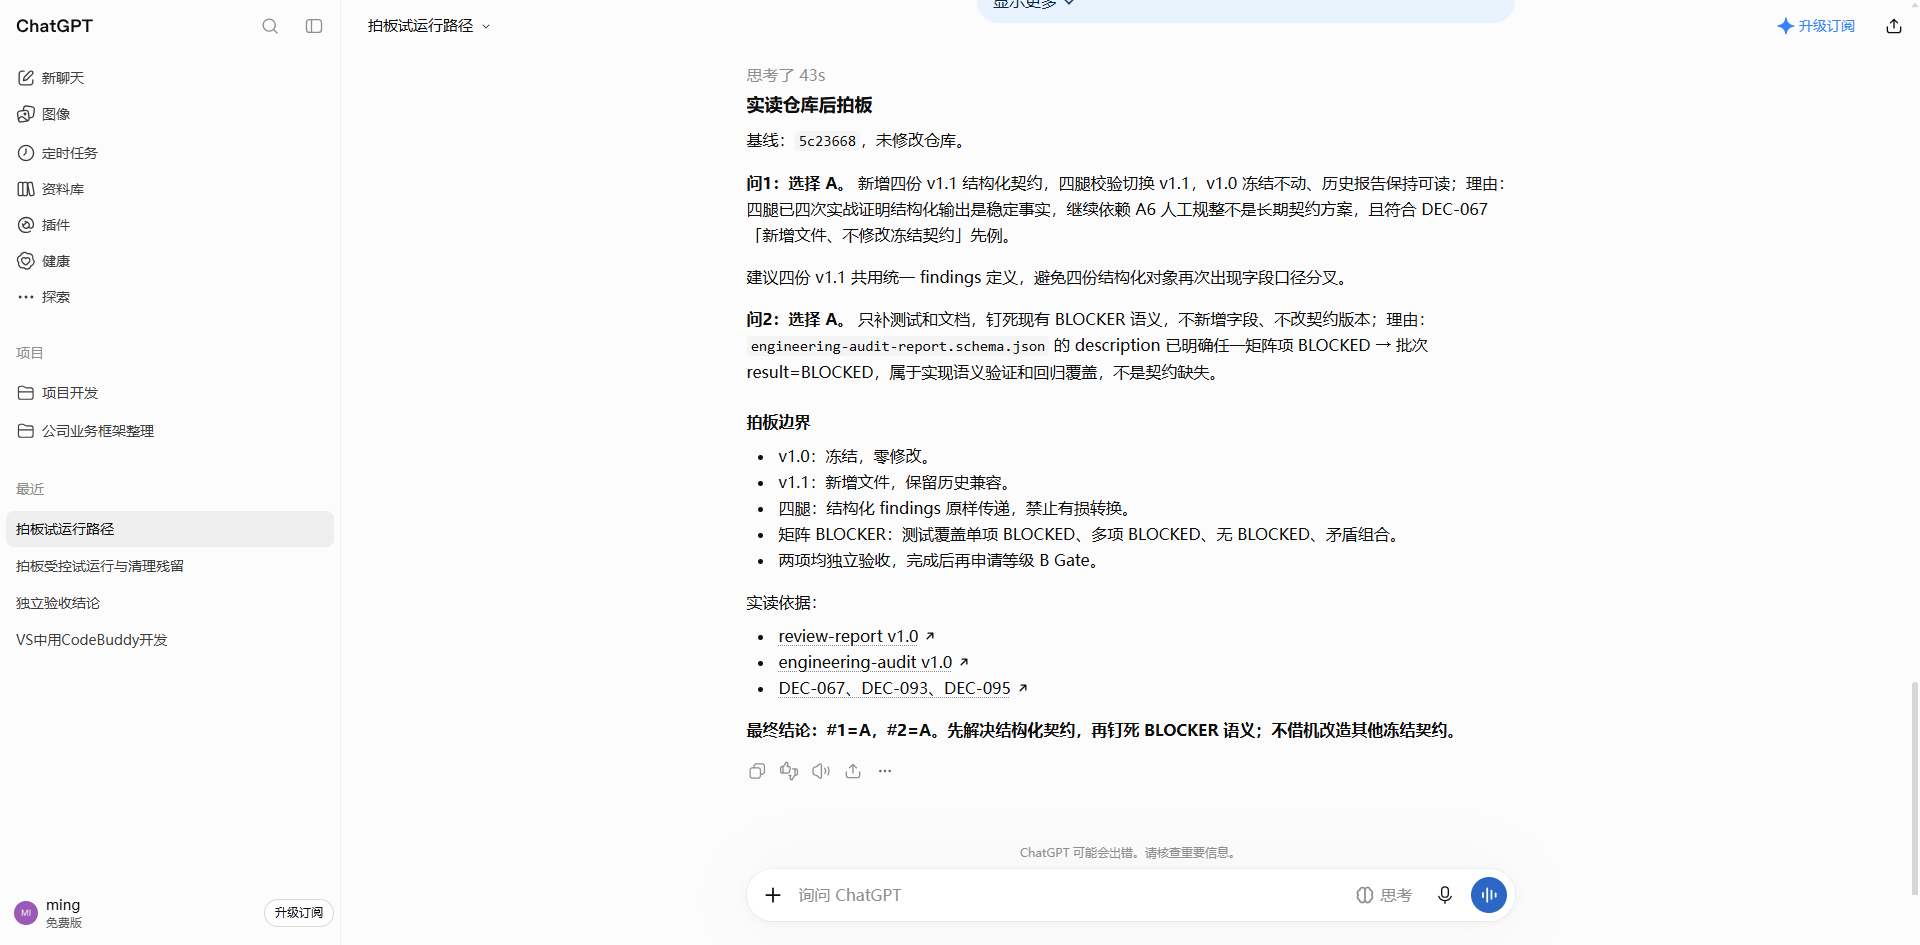 ChatGPT
新聊天
图像
定时任务
资料库
插件
健康
探索
项目
项目开发
公司业务框架整理
最近
拍板试运行路径
拍板受控试运行与清理残留
独立验收结论
VS中用CodeBuddy开发
MI
ming
免费版
升级订阅
拍板试运行路径
显示更多
升级订阅
思考了 43s
实读仓库后拍板
基线：5c23668，未修改仓库。
问1：选择 A。 新增四份 v1.1 结构化契约，四腿校验切换 v1.1，v1.0 冻结不动、历史报告保持可读；理由：
四腿已四次实战证明结构化输出是稳定事实，继续依赖 A6 人工规整不是长期契约方案，且符合 DEC-067
「新增文件、不修改冻结契约」先例。
建议四份 v1.1 共用统一 findings 定义，避免四份结构化对象再次出现字段口径分叉。
问2：选择 A。 只补测试和文档，钉死现有 BLOCKER 语义，不新增字段、不改契约版本；理由：
engineering-audit-report.schema.json 的 description 已明确任一矩阵项 BLOCKED → 批次
result=BLOCKED，属于实现语义验证和回归覆盖，不是契约缺失。
拍板边界
• v1.0：冻结，零修改。
• v1.1：新增文件，保留历史兼容。
• 四腿：结构化 findings 原样传递，禁止有损转换。
• 矩阵 BLOCKER：测试覆盖单项 BLOCKED、多项 BLOCKED、无 BLOCKED、矛盾组合。
• 两项均独立验收，完成后再申请等级 B Gate。
实读依据：
• review-report v1.0 ↗
• engineering-audit v1.0 ↗
• DEC-067、DEC-093、DEC-095 ↗
最终结论：#1=A，#2=A。先解决结构化契约，再钉死 BLOCKER 语义；不借机改造其他冻结契约。
ChatGPT 可能会出错。请核查重要信息。
询问 ChatGPT
思考